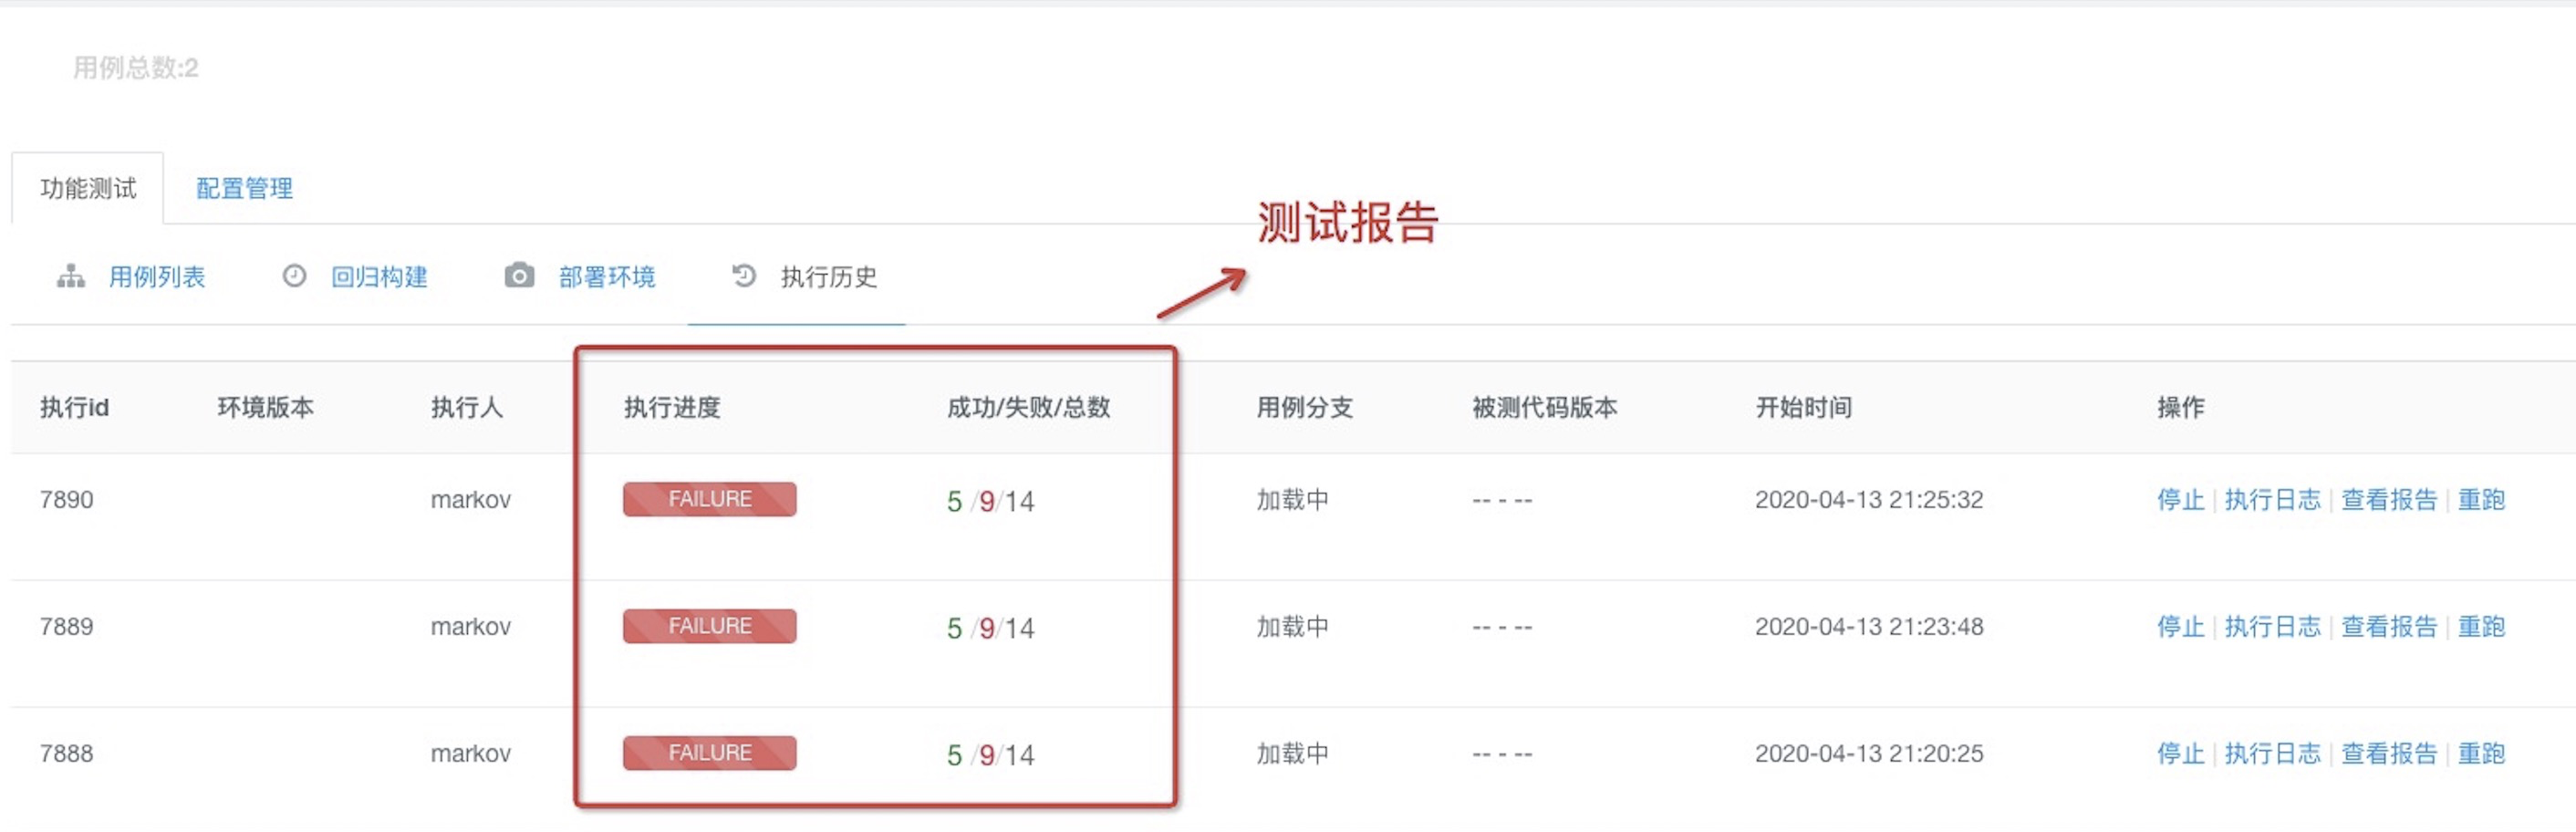 用例总数:2
功能测试 配置管理
测试报告
用例列表 回归构建 部署环境 执行历史
执行id 环境版本 执行人 执行进度 成功/失败/总数 用例分支 被测代码版本 开始时间 操作
7890 markov FAILURE 5 /9/14 加载中 -- - -- 2020-04-13 21:25:32 停止 | 执行日志 | 查看报告 | 重跑
7889 markov FAILURE 5 /9/14 加载中 -- - -- 2020-04-13 21:23:48 停止 | 执行日志 | 查看报告 | 重跑
7888 markov FAILURE 5 /9/14 加载中 -- - -- 2020-04-13 21:20:25 停止 | 执行日志 | 查看报告 | 重跑